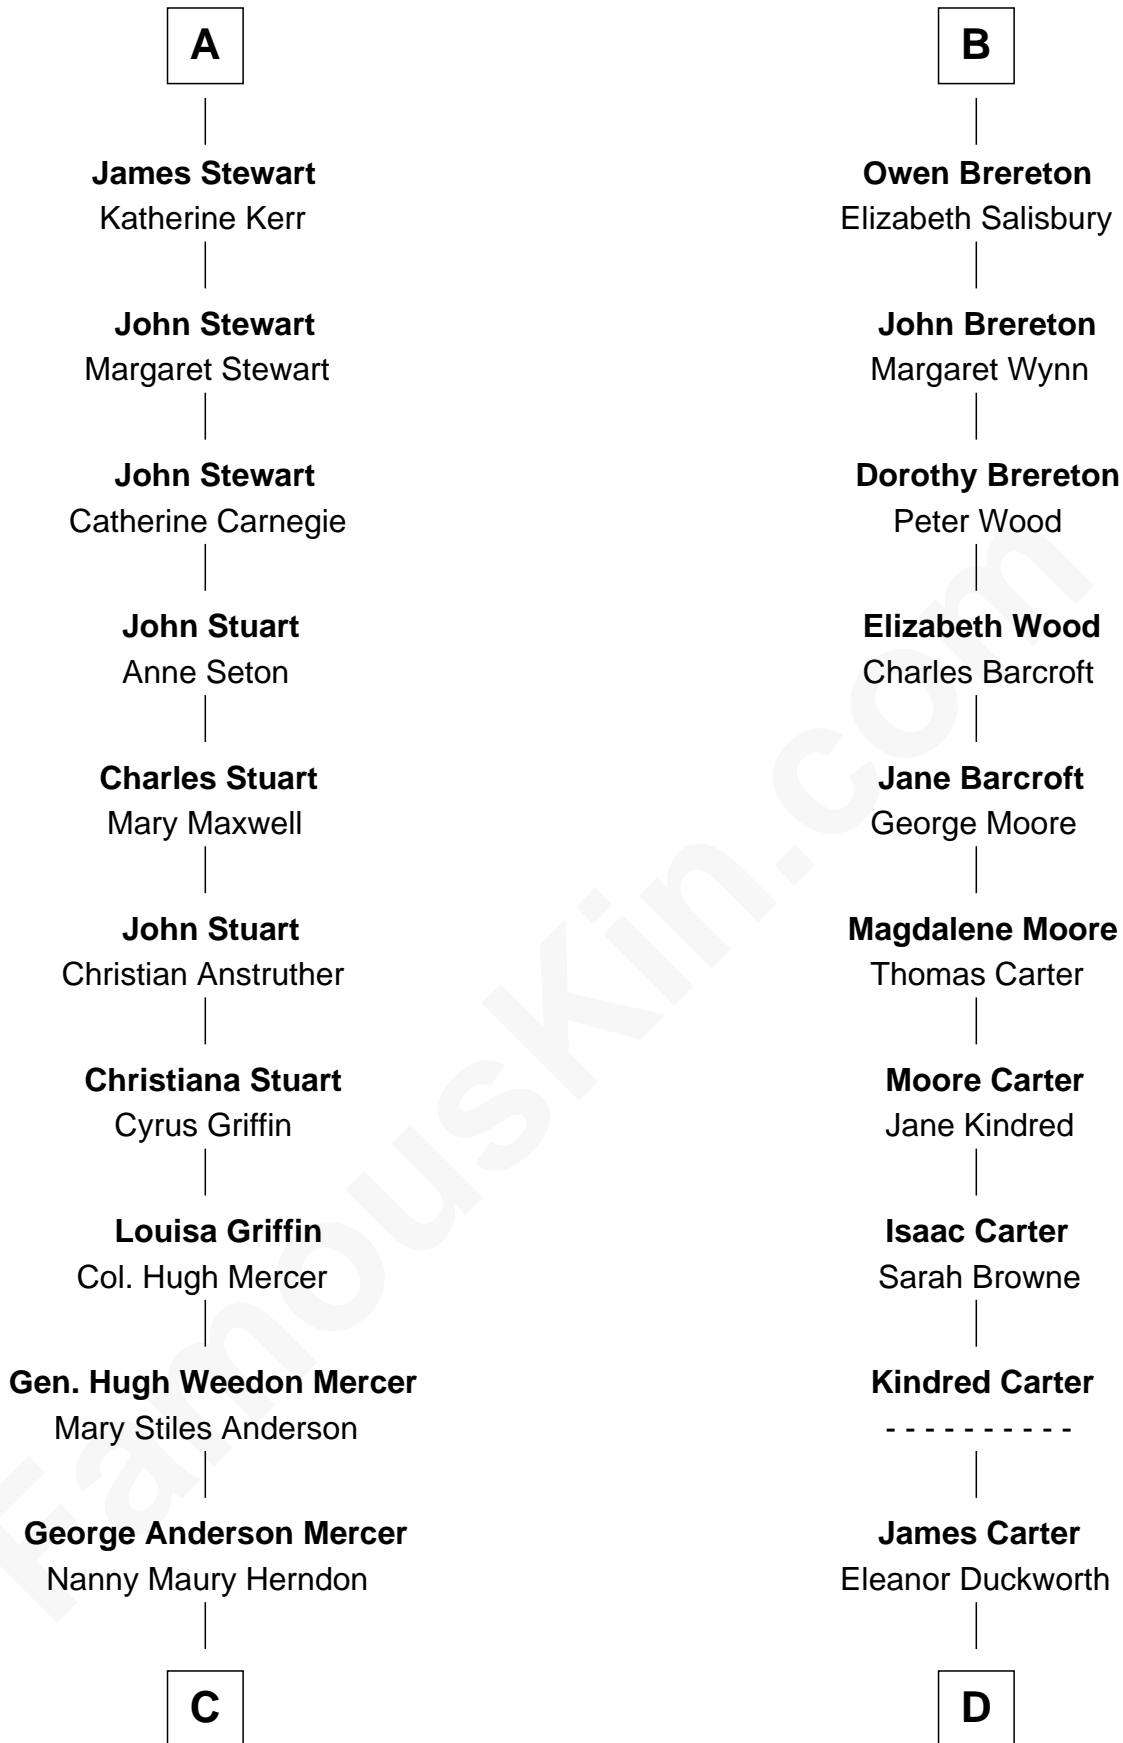 A
James Stewart
Katherine Kerr
John Stewart
Margaret Stewart
John Stewart
Catherine Carnegie
John Stuart
Anne Seton
Charles Stuart
Mary Maxwell
John Stuart
Christian Anstruther
Christiana Stuart
Cyrus Griffin
Louisa Griffin
Col. Hugh Mercer
Gen. Hugh Weedon Mercer
Mary Stiles Anderson
George Anderson Mercer
Nanny Maury Herndon
C
B
Owen Brereton
Elizabeth Salisbury
John Brereton
Margaret Wynn
Dorothy Brereton
Peter Wood
Elizabeth Wood
Charles Barcroft
Jane Barcroft
George Moore
Magdalene Moore
Thomas Carter
Moore Carter
Jane Kindred
Isaac Carter
Sarah Browne
Kindred Carter
- - - - - - - - - -
James Carter
Eleanor Duckworth
D
FamousKin.com